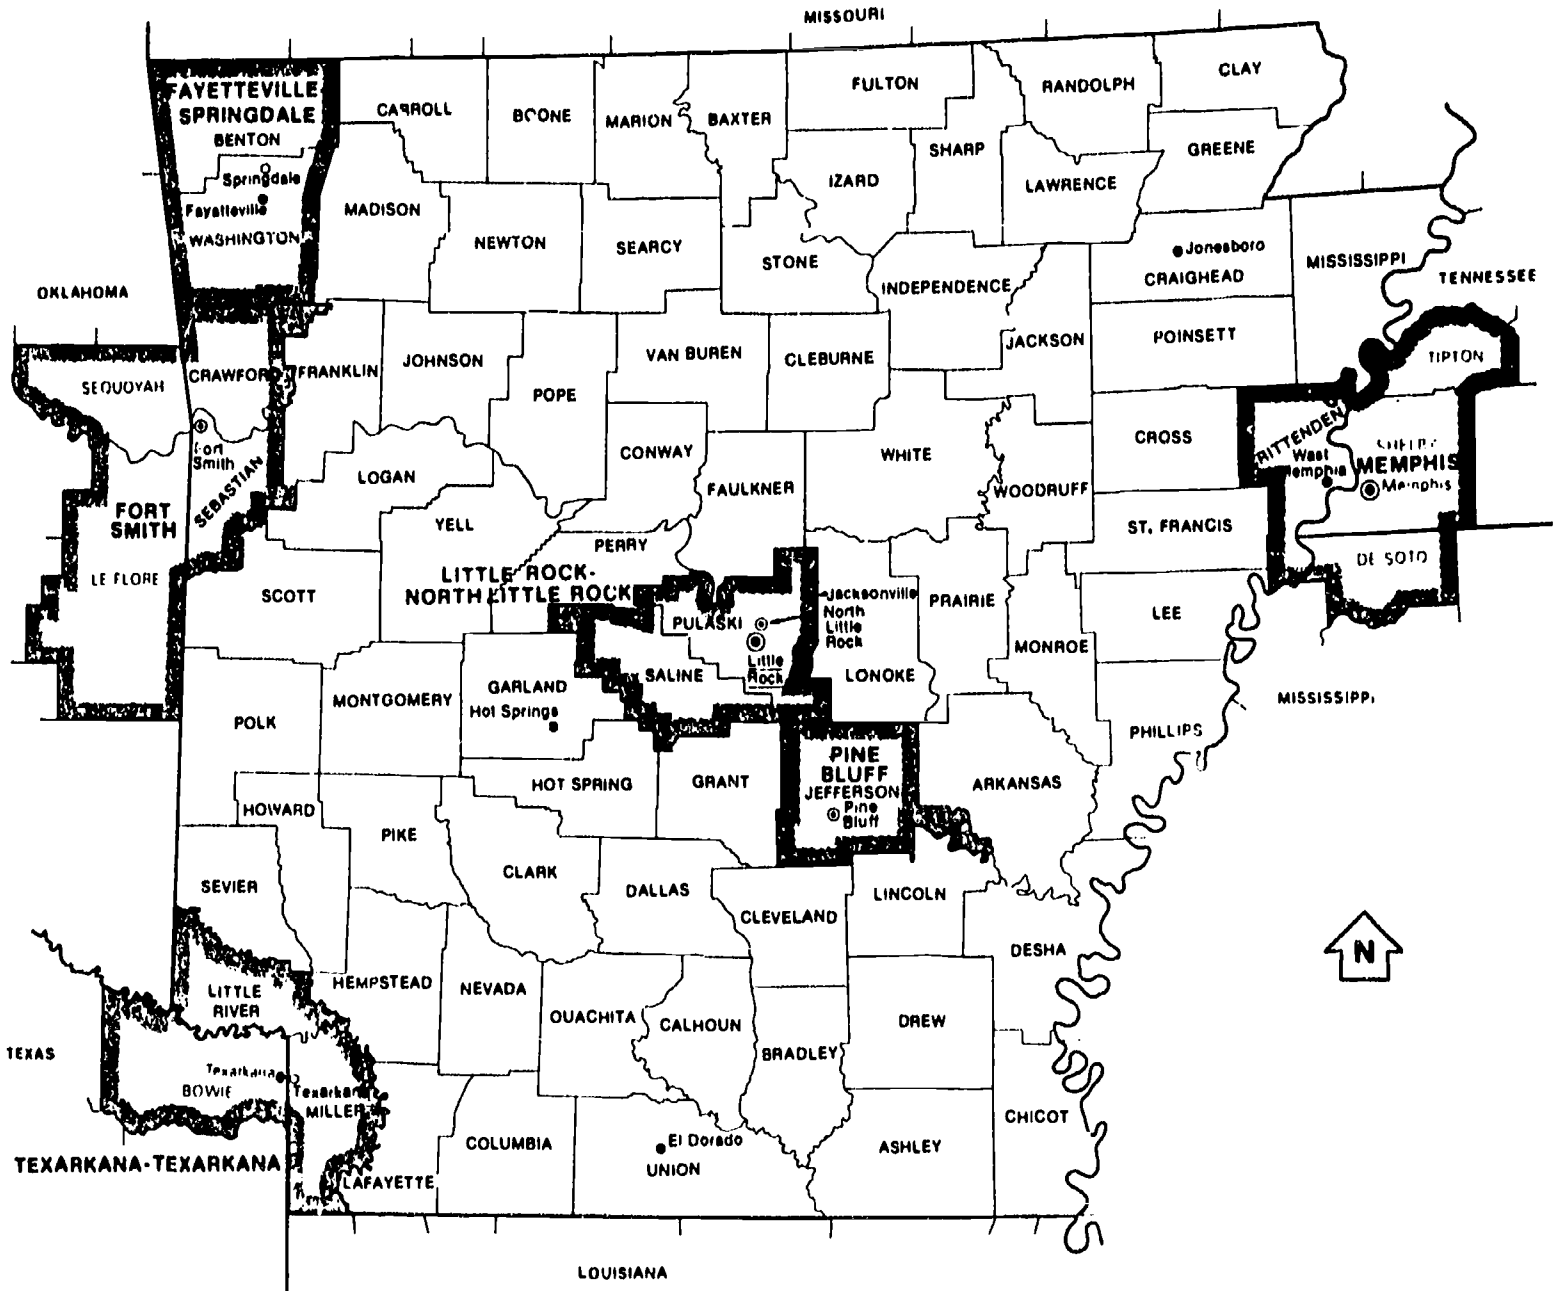 MISSOURI
FAYETTEVILLE
SPRINGDALE
BENTON
Springdale
Fayetteville
WASHINGTON
CARROLL
BOONE
MARION
BAXTER
FULTON
RANDOLPH
CLAY
SHARP
GREENE
IZARD
LAWRENCE
MADISON
NEWTON
SEARCY
STONE
INDEPENDENCE
Jonesboro
CRAIGHEAD
MISSISSIPPI
TENNESSEE
OKLAHOMA
SEQUOYAH
CRAWFORD
FRANKLIN
JOHNSON
POPE
VAN BUREN
CLEBURNE
JACKSON
POINSETT
TIPTON
Fort
Smith
SEBASTIAN
LOGAN
CONWAY
FAULKNER
WHITE
WOODRUFF
CROSS
CRITTENDEN
West
Memphis
SHELBY
MEMPHIS
Memphis
FORT
SMITH
LE FLORE
YELL
PERRY
ST. FRANCIS
DE SOTO
SCOTT
LITTLE ROCK-
NORTH LITTLE ROCK
PULASKI
Jacksonville
North
Little
Rock
Little
Rock
SALINE
LONOKE
PRAIRIE
MONROE
LEE
POLK
MONTGOMERY
GARLAND
Hot Springs
PHILLIPS
MISSISSIPPI
HOT SPRING
GRANT
PINE
BLUFF
JEFFERSON
Pine
Bluff
ARKANSAS
HOWARD
PIKE
CLARK
DALLAS
SEVIER
CLEVELAND
LINCOLN
DESHA
N
LITTLE
RIVER
HEMPSTEAD
NEVADA
OUACHITA
CALHOUN
BRADLEY
DREW
TEXAS
Texarkana
BOWIE
Texarkana
MILLER
CHICOT
TEXARKANA-TEXARKANA
LAFAYETTE
COLUMBIA
El Dorado
UNION
ASHLEY
LOUISIANA